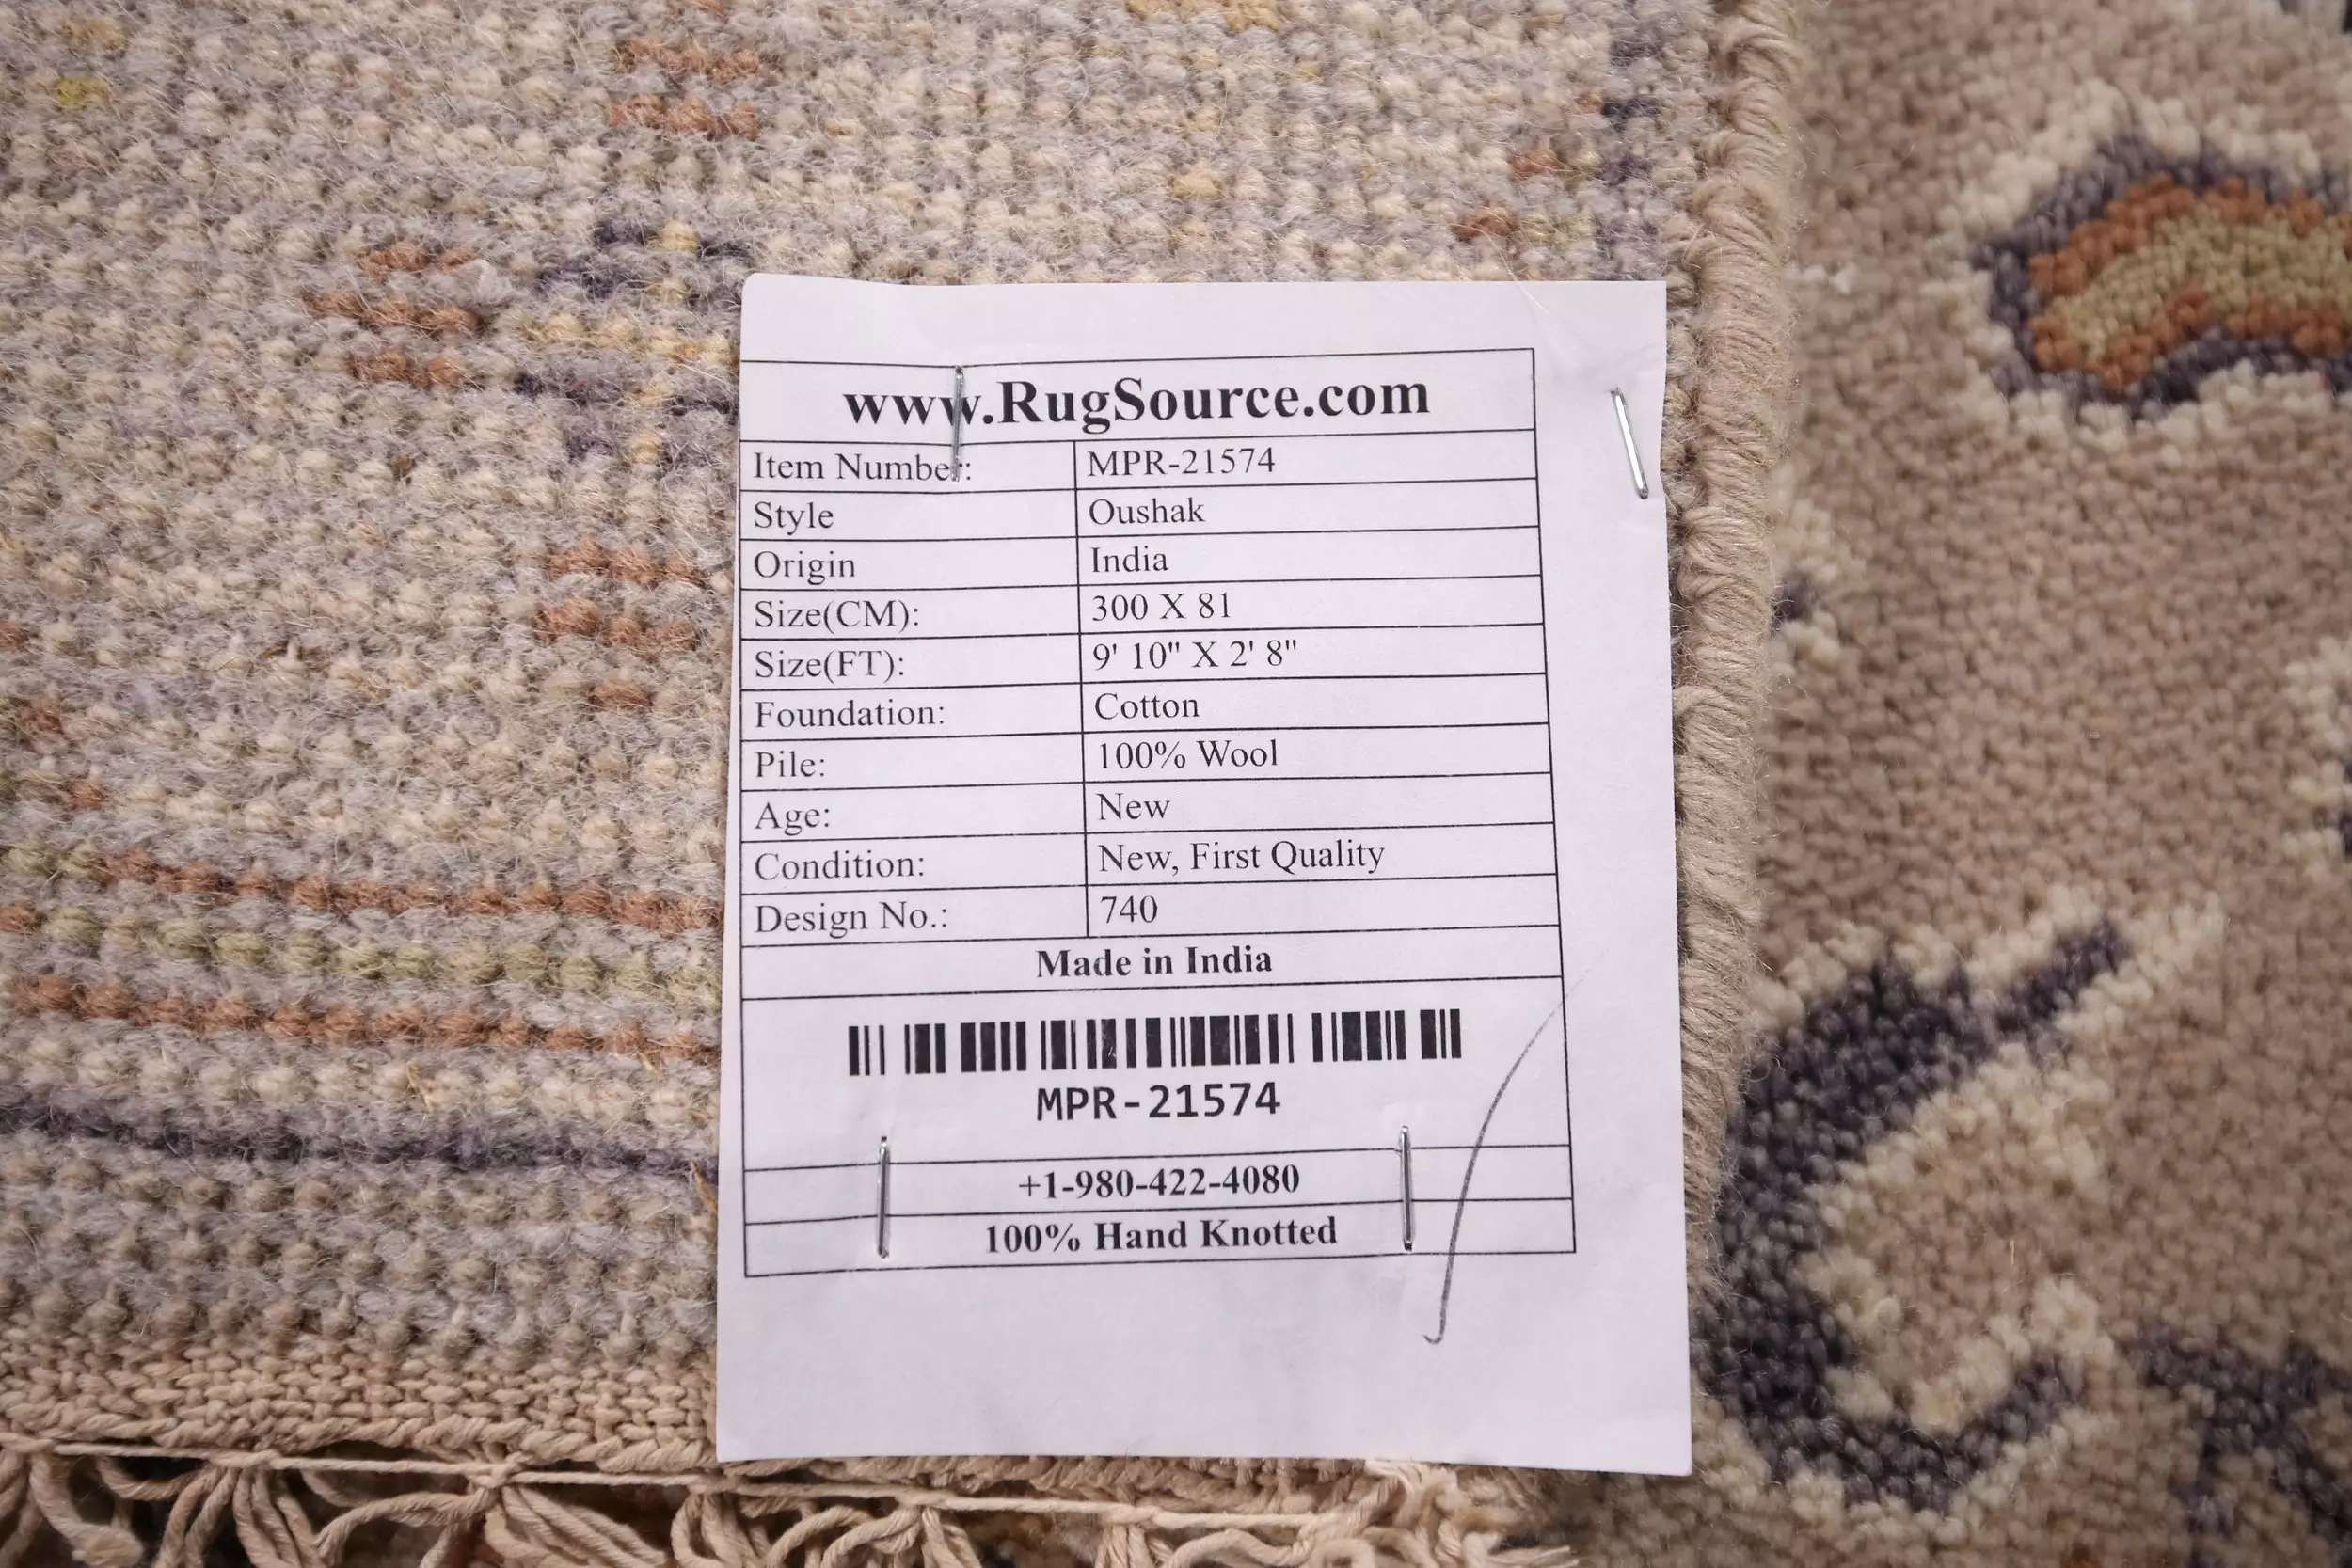 www.RugSource.com
Item Number: MPR-21574
Style Oushak
Origin India
Size(CM): 300 X 81
Size(FT): 9' 10" X 2' 8"
Foundation: Cotton
Pile: 100% Wool
Age: New
Condition: New, First Quality
Design No.: 740
Made in India
MPR-21574
+1-980-422-4080
100% Hand Knotted